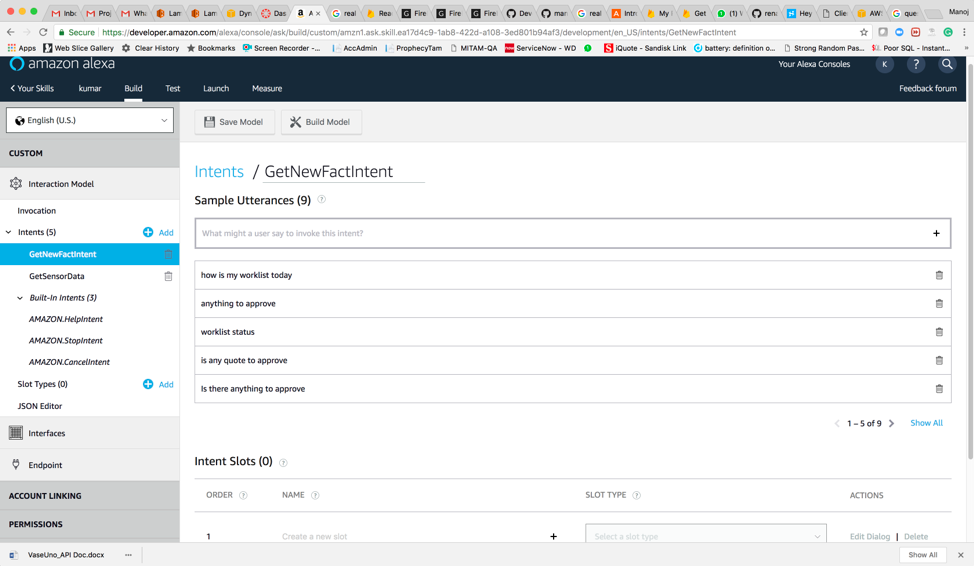 Inbo Proj Wha Lam Lam Dyn Das A real Rea Fire Fire Fire Dev mar real Intr My Get (1) V rena Hey Clie AWS que Manoj
Secure https://developer.amazon.com/alexa/console/ask/build/custom/amzn1.ask.skill.ea17d4c9-1ab8-422d-a108-3ed801b94af3/development/en_US/intents/GetNewFactIntent
Apps Web Slice Gallery Clear History Bookmarks Screen Recorder -... AccAdmin ProphecyTam MITAM-QA ServiceNow - WD iQuote - Sandisk Link battery: definition o... Strong Random Pas... Poor SQL - Instant... »
amazon alexa Your Alexa Consoles K ?
Your Skills kumar Build Test Launch Measure Feedback forum
English (U.S.) Save Model Build Model
CUSTOM
Interaction Model
Invocation
Intents (5) Add
GetNewFactIntent
GetSensorData
Built-In Intents (3)
AMAZON.HelpIntent
AMAZON.StopIntent
AMAZON.CancelIntent
Slot Types (0) Add
JSON Editor
Interfaces
Endpoint
ACCOUNT LINKING
PERMISSIONS
Intents / GetNewFactIntent
Sample Utterances (9) ?
What might a user say to invoke this intent? +
how is my worklist today
anything to approve
worklist status
is any quote to approve
Is there anything to approve
1 – 5 of 9 Show All
Intent Slots (0) ?
ORDER ? NAME ? SLOT TYPE ? ACTIONS
1 Create a new slot + Select a slot type Edit Dialog | Delete
VaseUno_API Doc.docx Show All